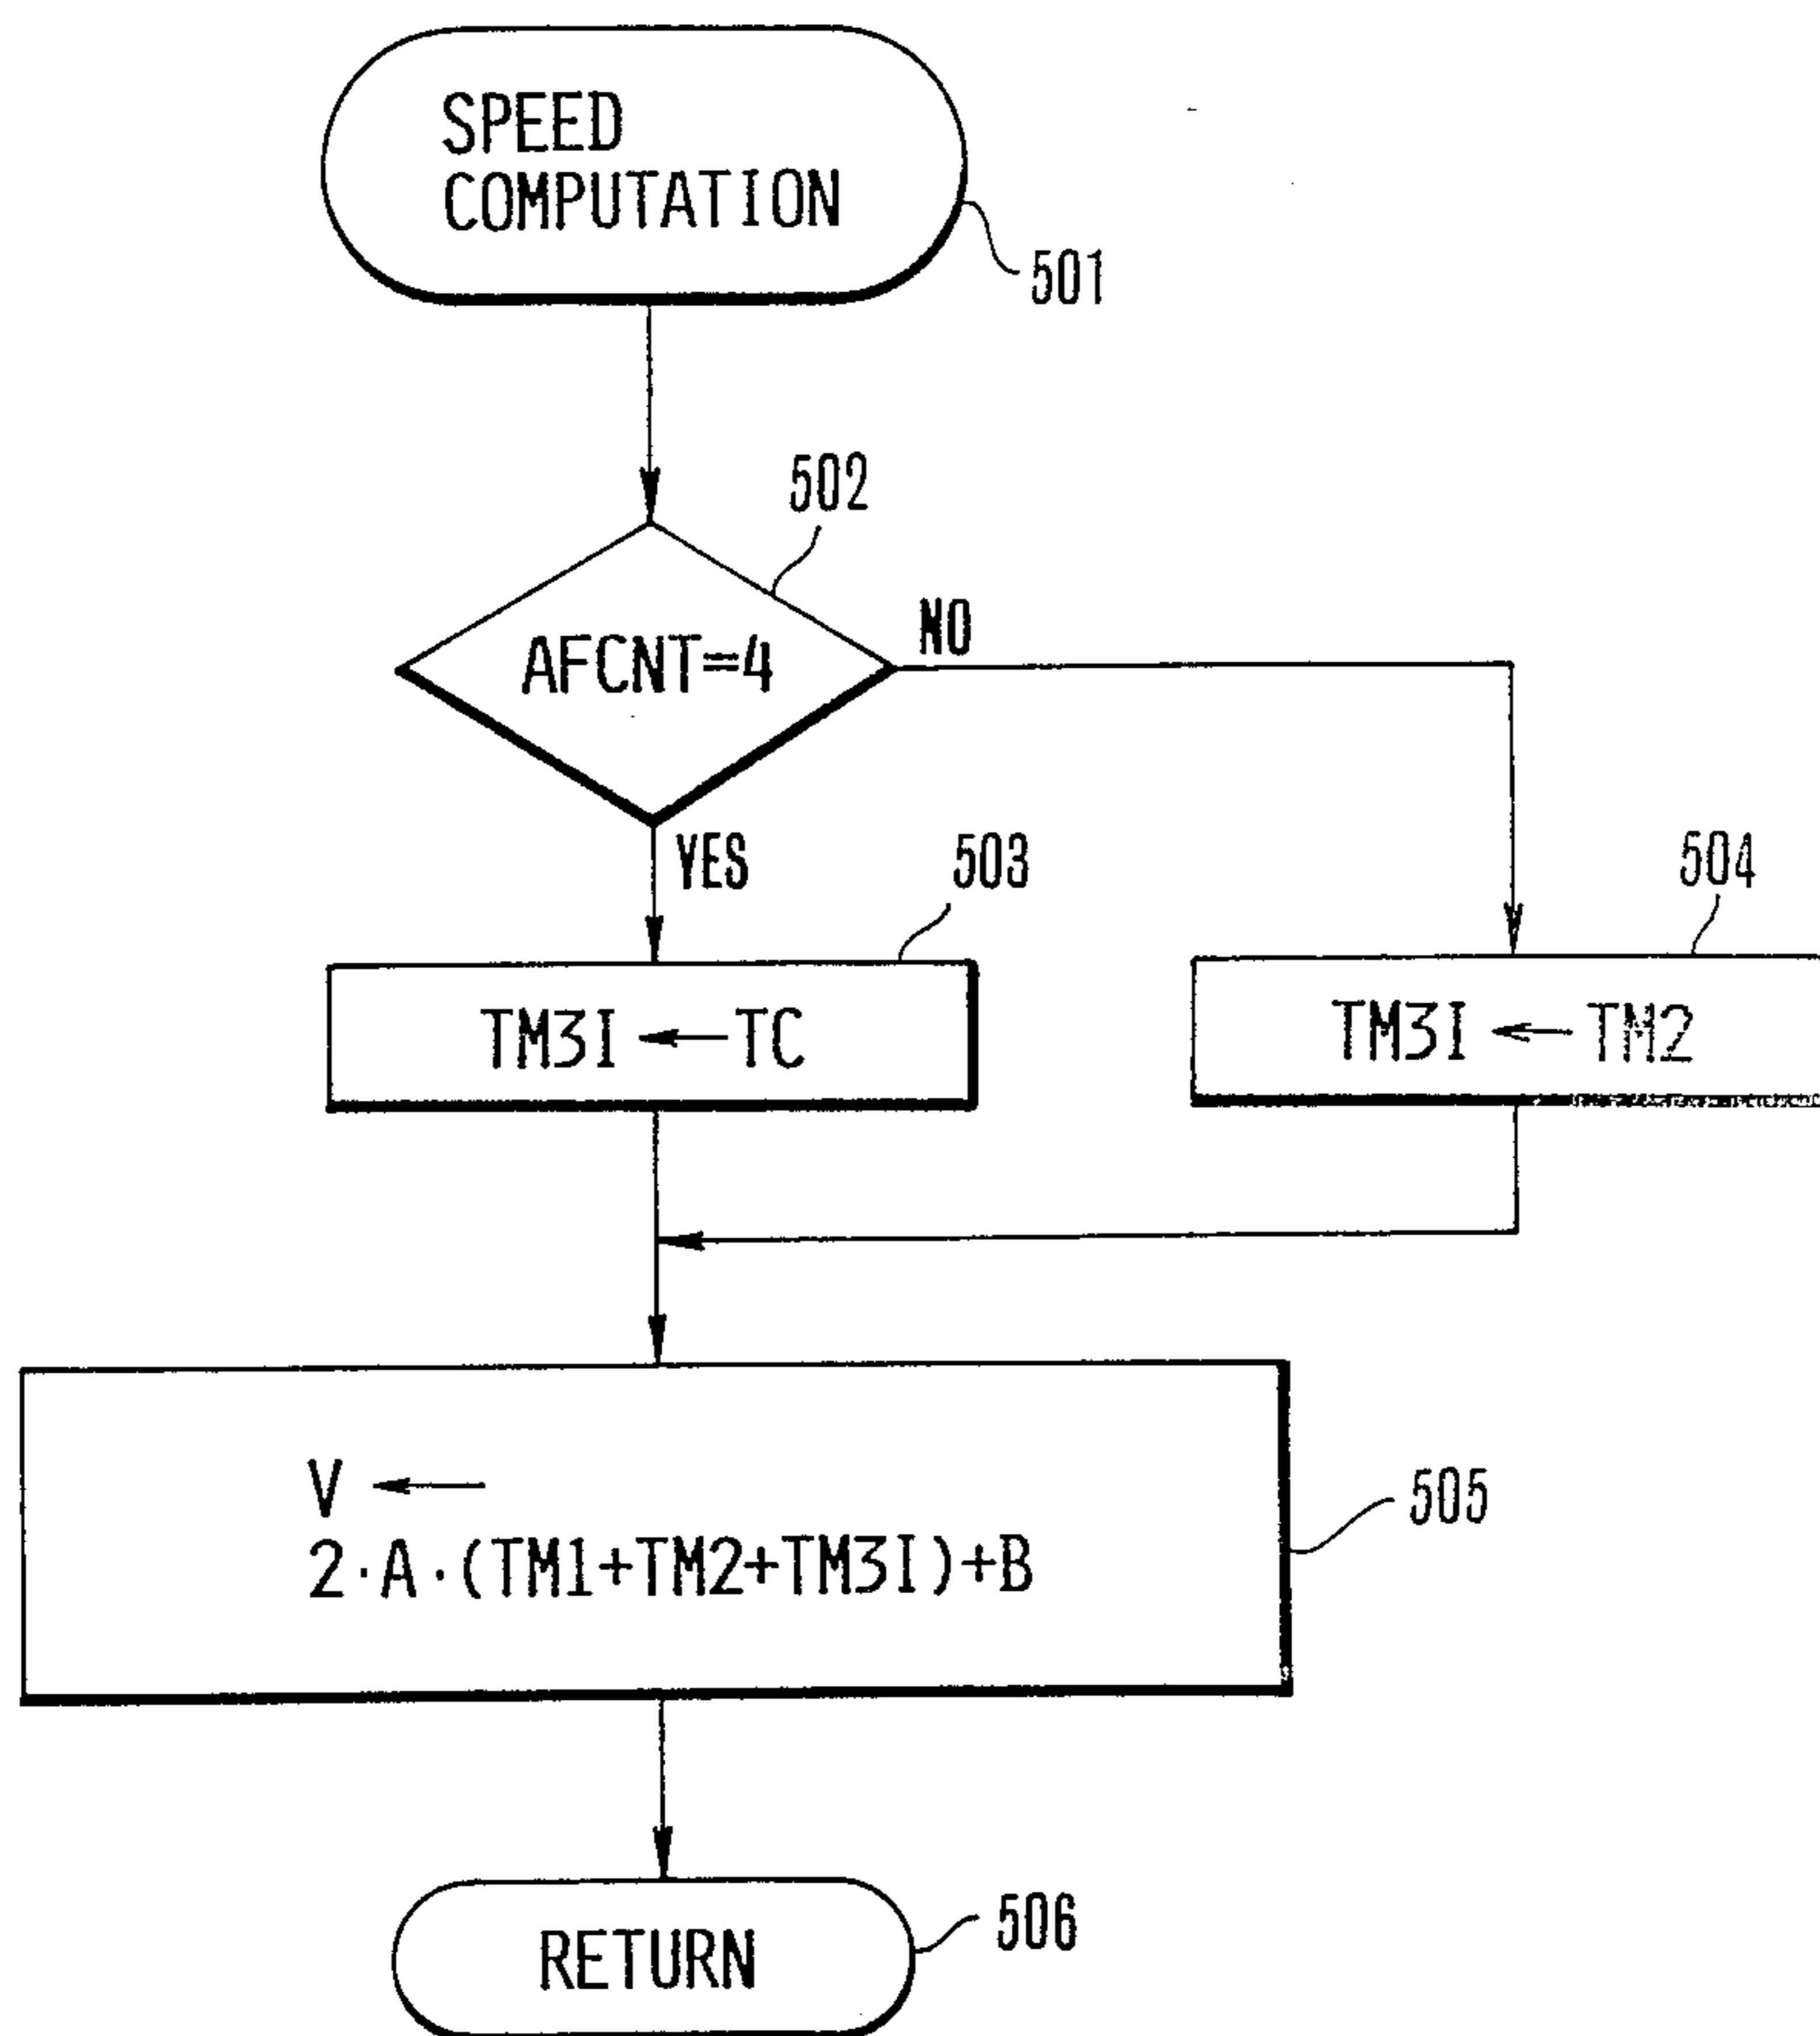 SPEED
COMPUTATION
501
502
AFCNT=4
NO
YES
503
504
TM3I ← TC
TM3I ← TM2
V ←
2·A·(TM1+TM2+TM3I)+B
505
RETURN
506